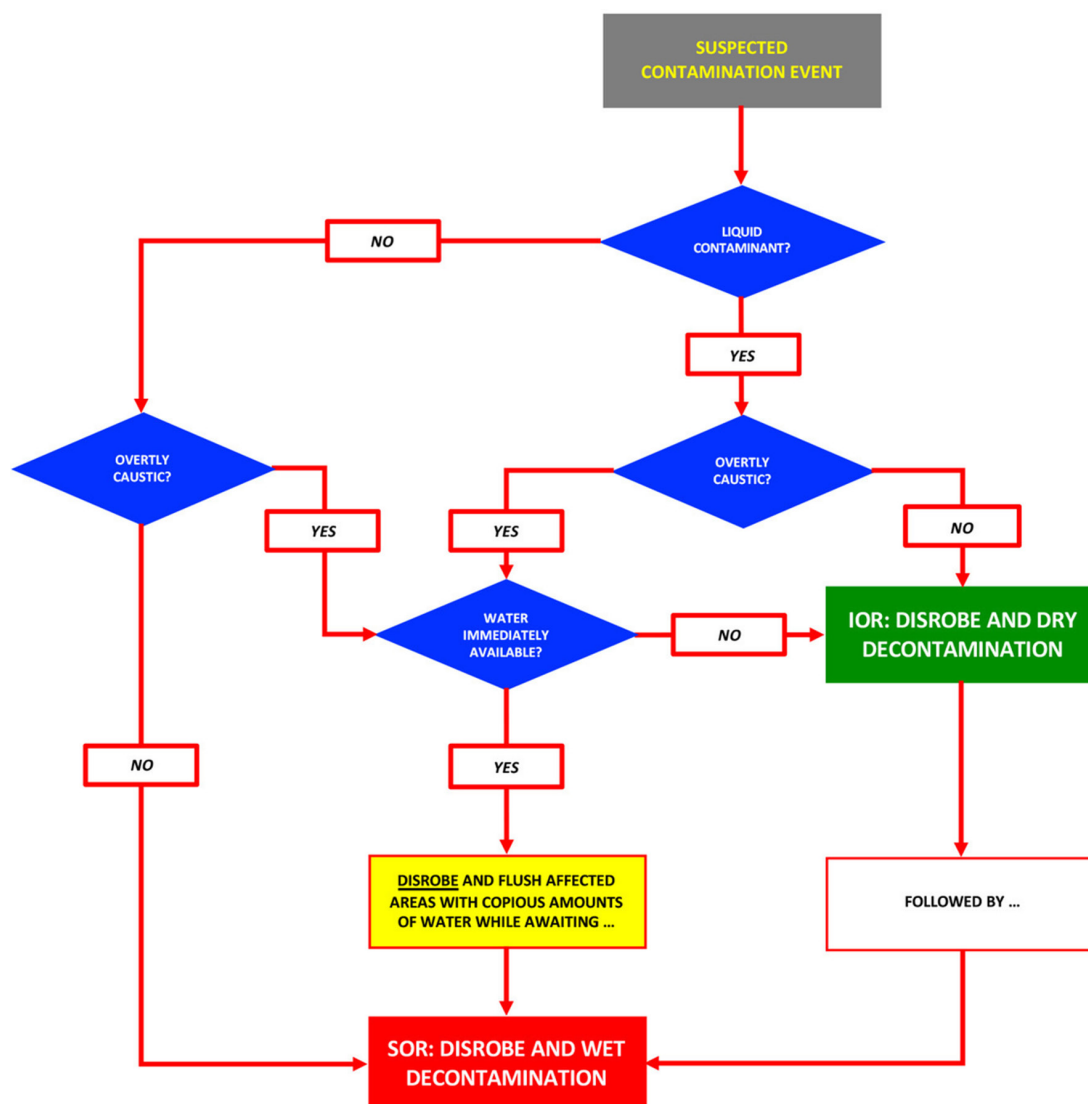 SUSPECTED
CONTAMINATION EVENT
LIQUID
CONTAMINANT?
NO
YES
OVERTLY
CAUSTIC?
OVERTLY
CAUSTIC?
YES
YES
NO
WATER
IMMEDIATELY
AVAILABLE?
NO
IOR: DISROBE AND DRY
DECONTAMINATION
NO
YES
DISROBE AND FLUSH AFFECTED
AREAS WITH COPIOUS AMOUNTS
OF WATER WHILE AWAITING ...
FOLLOWED BY ...
SOR: DISROBE AND WET
DECONTAMINATION